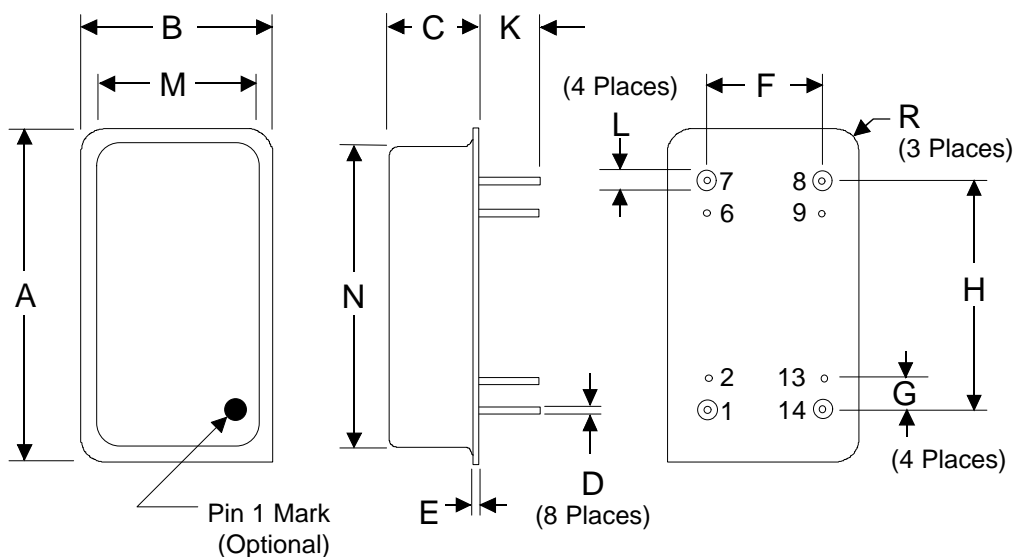 B
M
A
Pin 1 Mark
(Optional)
C
K
N
E
D
(8 Places)
(4 Places)
L
F
R
(3 Places)
7
8
6
9
H
2
13
G
1
14
(4 Places)